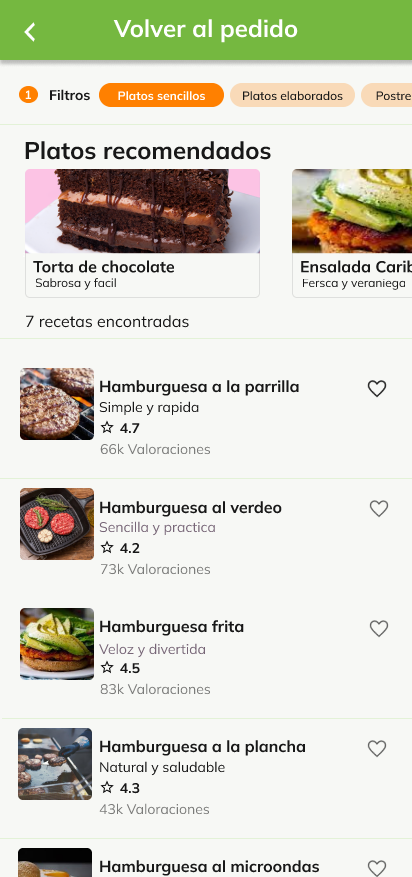 Volver al pedido
1 Filtros Platos sencillos Platos elaborados Postre
Platos recomendados
Torta de chocolate
Sabrosa y facil
Ensalada Carib
Fersca y veraniega
7 recetas encontradas
Hamburguesa a la parrilla
Simple y rapida
4.7
66k Valoraciones
Hamburguesa al verdeo
Sencilla y practica
4.2
73k Valoraciones
Hamburguesa frita
Veloz y divertida
4.5
83k Valoraciones
Hamburguesa a la plancha
Natural y saludable
4.3
43k Valoraciones
Hamburguesa al microondas